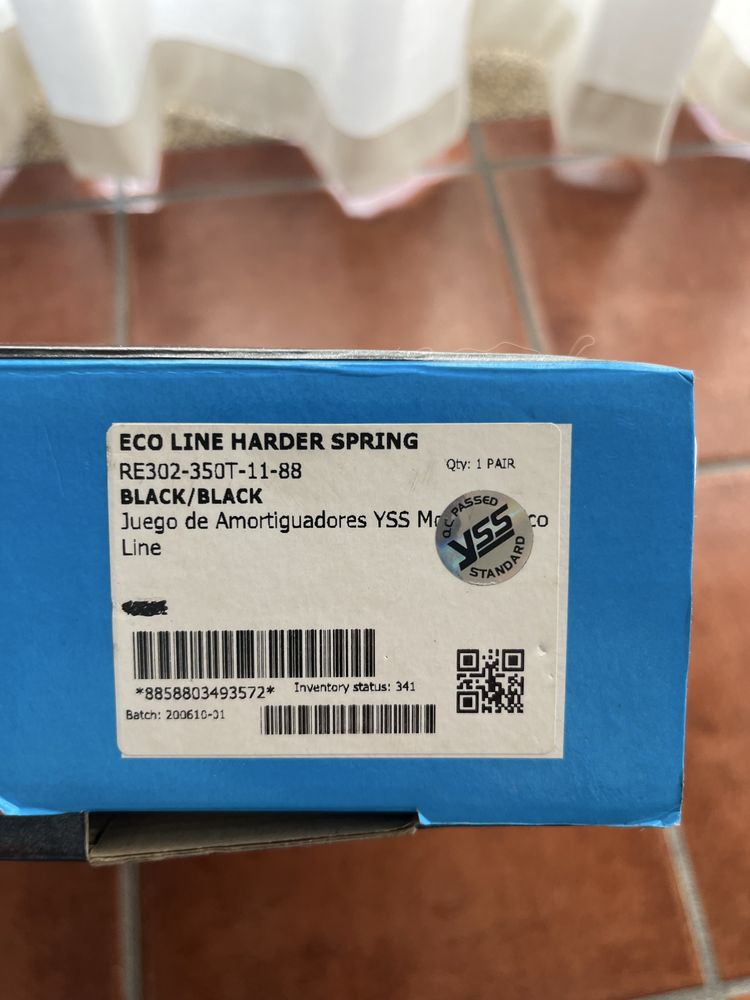 ECO LINE HARDER SPRING
RE302-350T-11-88
Qty: 1 PAIR
BLACK/BLACK
Juego de Amortiguadores YSS
Line
Q.C. PASSED
YSS
STANDARD
*8858803493572*
Inventory status: 341
Batch: 200610-01